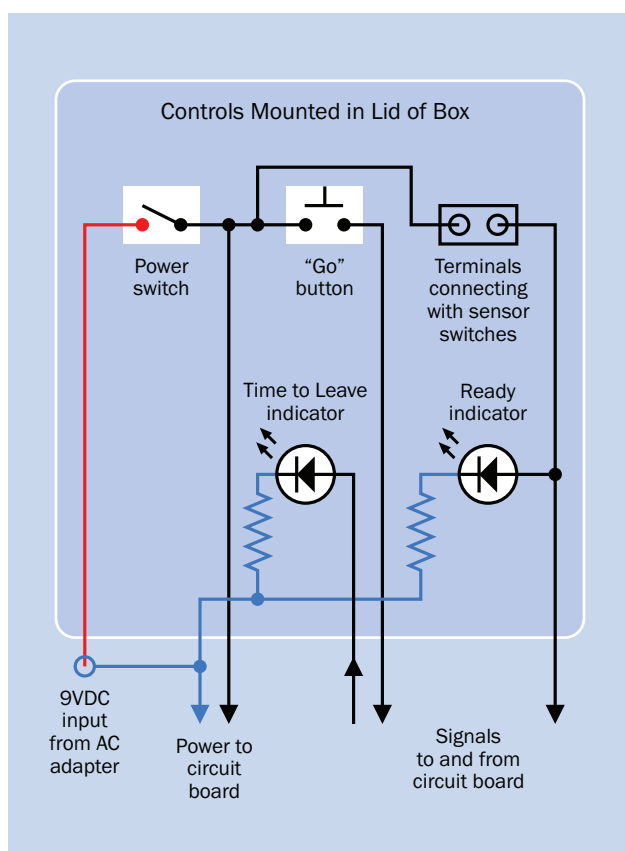 Controls Mounted in Lid of Box
Power
switch
“Go”
button
Terminals
connecting
with sensor
switches
Time to Leave
indicator
Ready
indicator
9VDC
input
from AC
adapter
Power to
circuit
board
Signals
to and from
circuit board